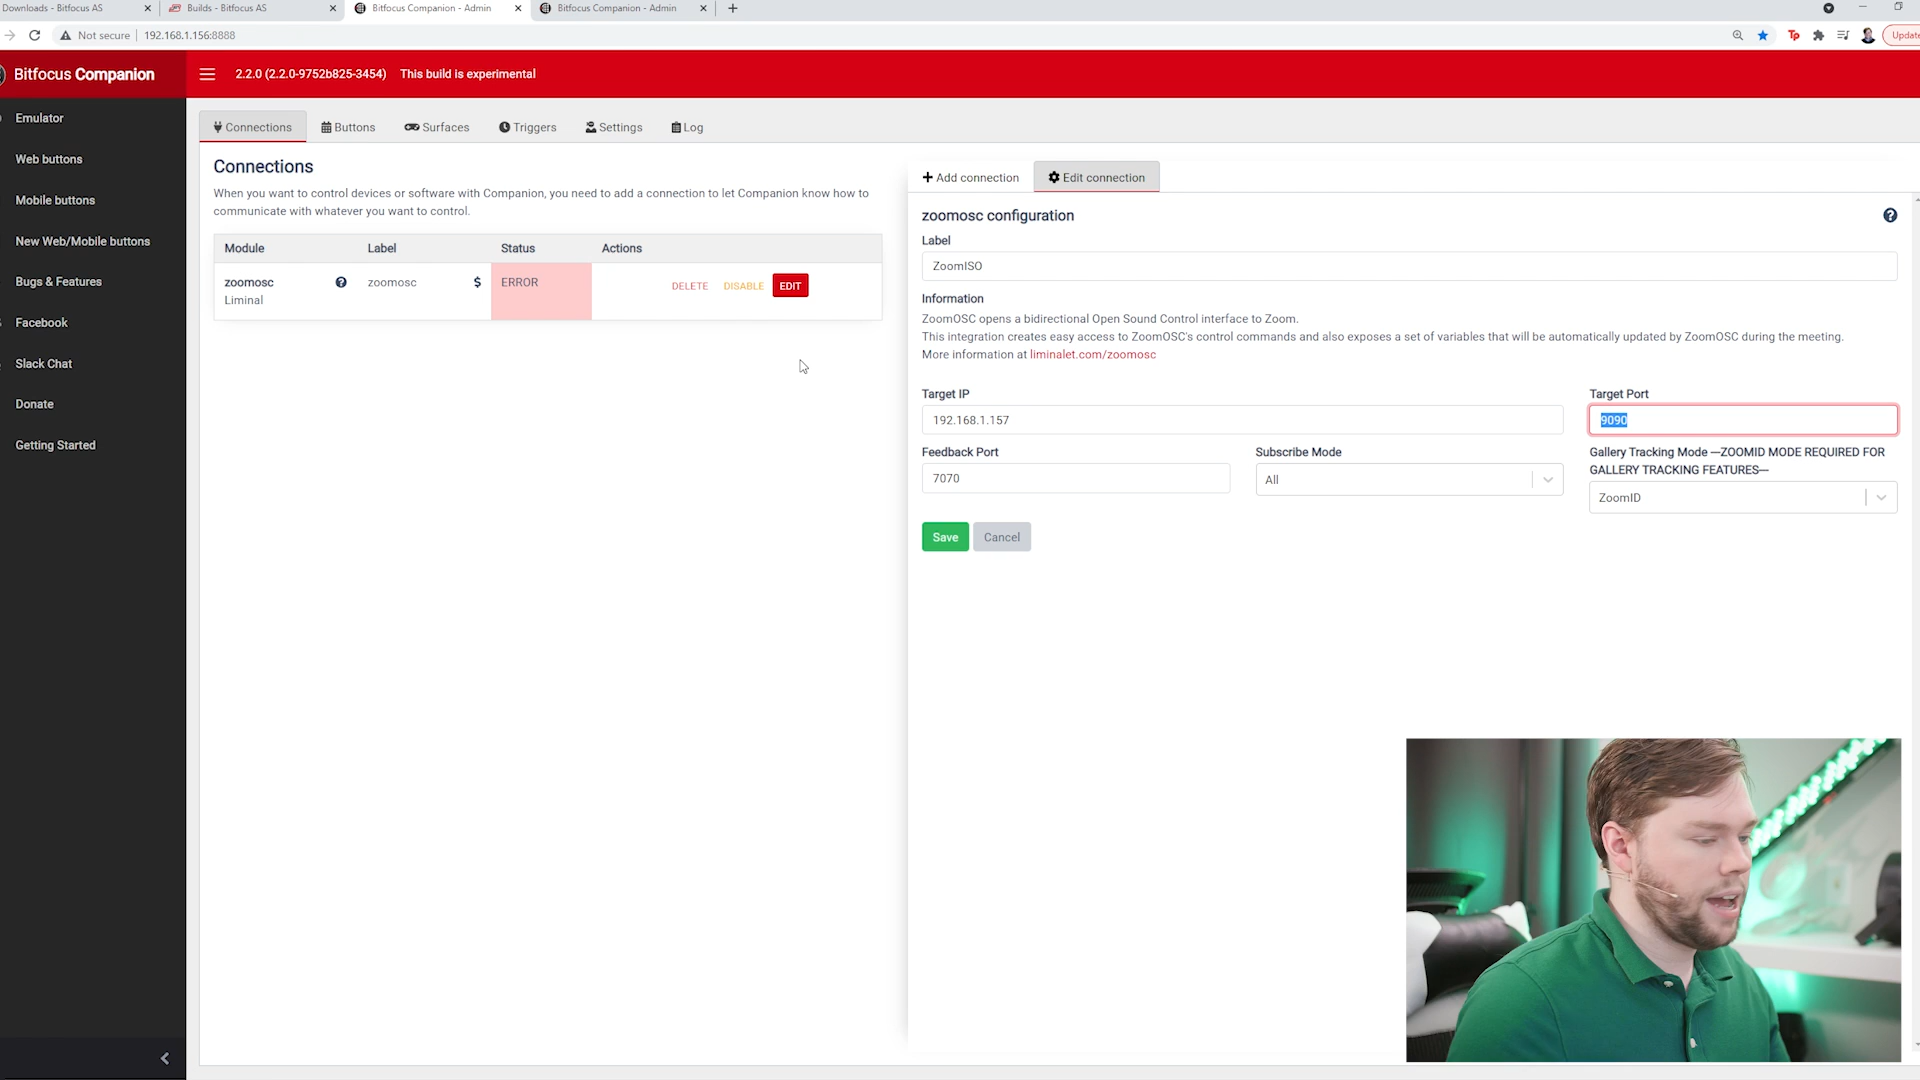 Downloads - Bitfocus AS
Builds - Bitfocus AS
Bitfocus Companion - Admin
Bitfocus Companion - Admin
Not secure
192.168.1.156:8888
Tp
Update
Bitfocus Companion
2.2.0 (2.2.0-9752b825-3454)
This build is experimental
Emulator
Web buttons
Mobile buttons
New Web/Mobile buttons
Bugs & Features
Facebook
Slack Chat
Donate
Getting Started
Connections
Buttons
Surfaces
Triggers
Settings
Log
Connections
When you want to control devices or software with Companion, you need to add a connection to let Companion know how to
communicate with whatever you want to control.
Module
Label
Status
Actions
zoomosc
Liminal
zoomosc
$
ERROR
DELETE
DISABLE
EDIT
Add connection
Edit connection
zoomosc configuration
Label
ZoomISO
Information
ZoomOSC opens a bidirectional Open Sound Control interface to Zoom.
This integration creates easy access to ZoomOSC's control commands and also exposes a set of variables that will be automatically updated by ZoomOSC during the meeting.
More information at liminalet.com/zoomosc
Target IP
192.168.1.157
Target Port
9090
Feedback Port
7070
Subscribe Mode
All
Gallery Tracking Mode —ZOOMID MODE REQUIRED FOR
GALLERY TRACKING FEATURES—
ZoomID
Save
Cancel